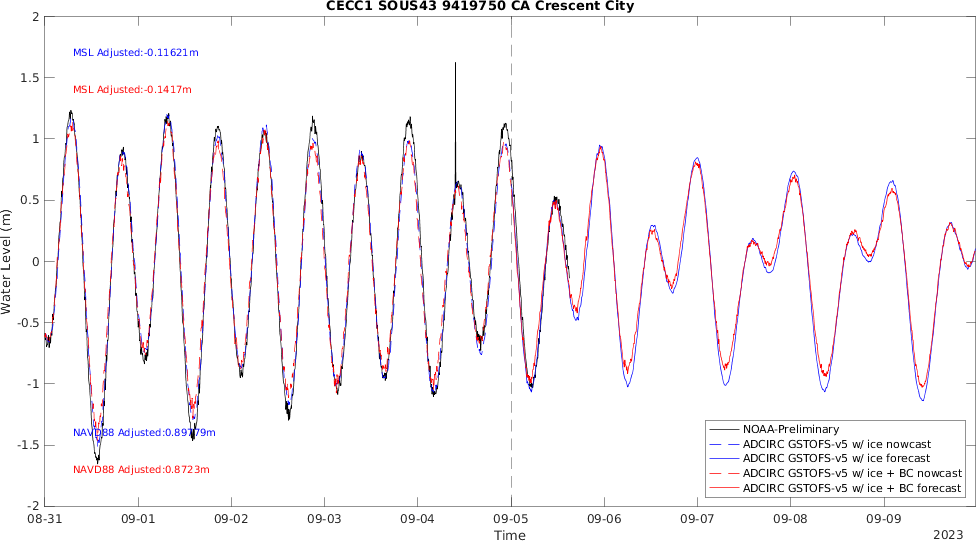 CECC1 SOUS43 9419750 CA Crescent City
2
1.5
1
0.5
0
-0.5
-1
-1.5
-2
Water Level (m)
MSL Adjusted:-0.11621m
MSL Adjusted:-0.1417m
NAVD88 Adjusted:0.89779m
NAVD88 Adjusted:0.8723m
NOAA-Preliminary
ADCIRC GSTOFS-v5 w/ice nowcast
ADCIRC GSTOFS-v5 w/ice forecast
ADCIRC GSTOFS-v5 w/ice + BC nowcast
ADCIRC GSTOFS-v5 w/ice + BC forecast
08-31 09-01 09-02 09-03 09-04 09-05 09-06 09-07 09-08 09-09
Time
2023